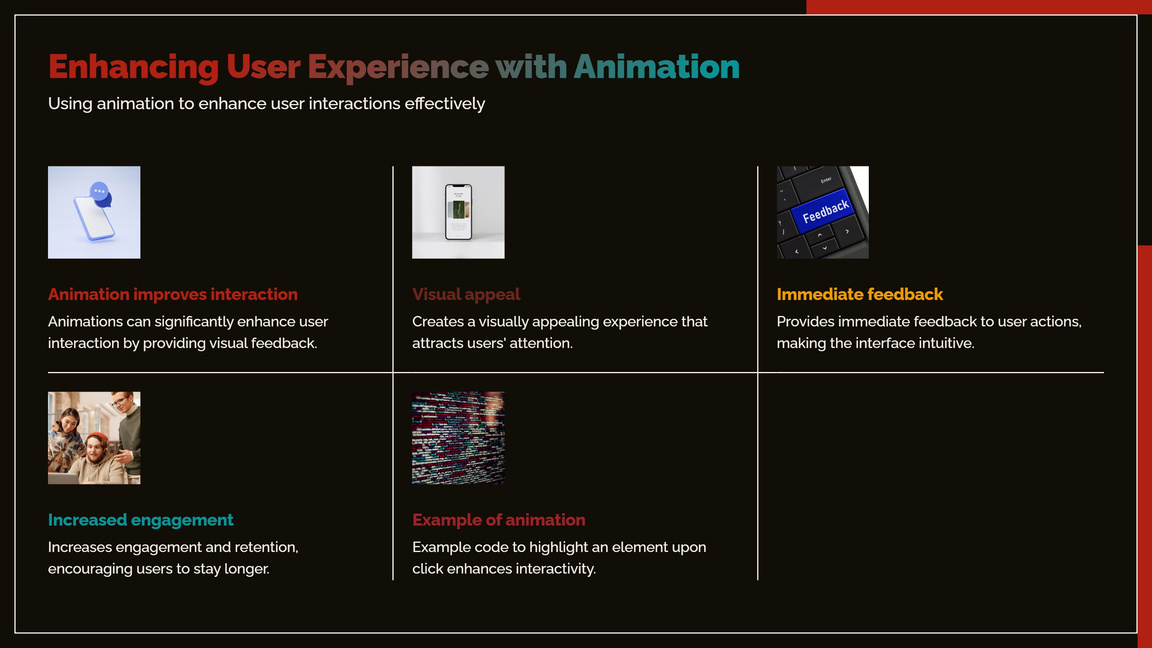 Enhancing User Experience with Animation
Using animation to enhance user interactions effectively
Enter
Feedback
Animation improves interaction
Animations can significantly enhance user
interaction by providing visual feedback.
Visual appeal
Creates a visually appealing experience that
attracts users' attention.
Immediate feedback
Provides immediate feedback to user actions,
making the interface intuitive.
Increased engagement
Increases engagement and retention,
encouraging users to stay longer.
Example of animation
Example code to highlight an element upon
click enhances interactivity.